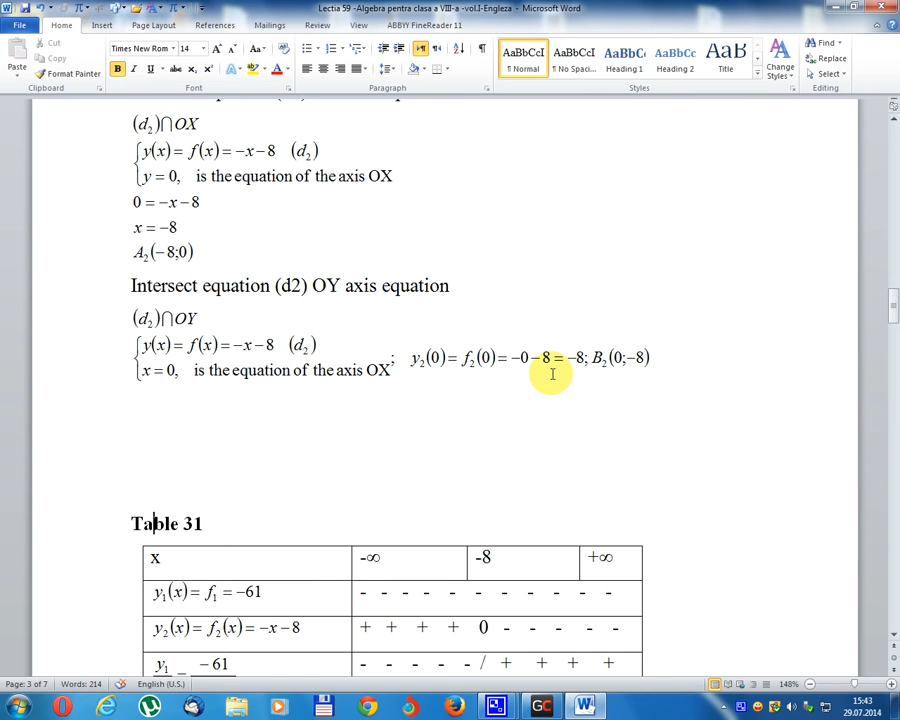 Lectia 59 -Algebra pentra clasa a VIII-a -vol.I-Engleza - Microsoft Word
File Home Insert Page Layout References Mailings Review View ABBYY FineReader 11
Paste
Cut
Copy
Format Painter
Clipboard
Times New Rom 14
Font
Paragraph
AaBbCcI AaBbCcI AaBbC AaBbCc AaB
¶ Normal ¶ No Spaci... Heading 1 Heading 2 Title
Change Styles
Styles
Find
Replace
Select
Editing
(d₂)⋂OX
{ y(x) = f(x) = −x − 8 (d₂)
y = 0, is the equation of the axis OX
0 = −x − 8
x = −8
A₂(−8;0)
Intersect equation (d2) OY axis equation
(d₂)⋂OY
{ y(x) = f(x) = −x − 8 (d₂)
x = 0, is the equation of the axis OX ; y₂(0) = f₂(0) = −0 − 8 = −8; B₂(0;−8)
Table 31
x -∞ -8 +∞
y₁(x) = f₁ = −61 - - - - - - - - - -
y₂(x) = f₂(x) = −x − 8 + + + + 0 - - - - -
y₁ = −61 - - - - / + + + +
Page: 3 of 7 Words: 214 English (U.S.) 148%
15:43
29.07.2014